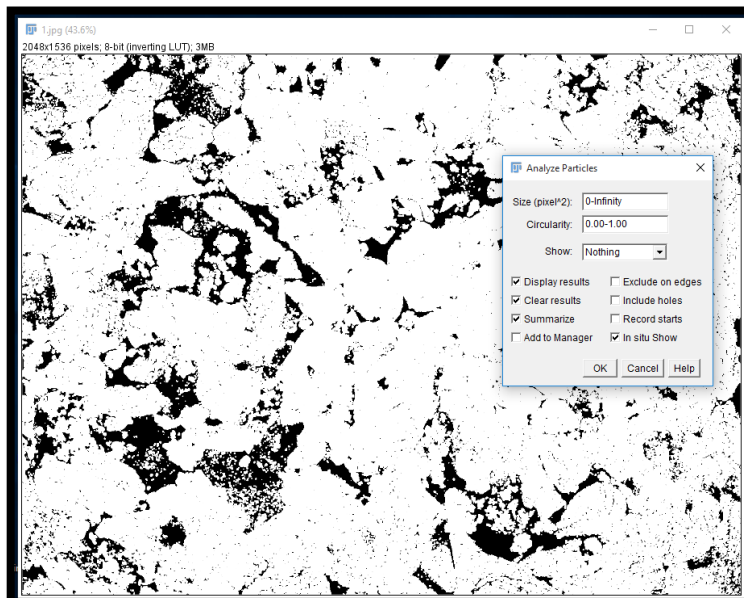 1.jpg (43.6%)
2048x1536 pixels; 8-bit (inverting LUT); 3MB
Analyze Particles
Size (pixel^2): 0-Infinity
Circularity: 0.00-1.00
Show: Nothing
Display results Exclude on edges
Clear results Include holes
Summarize Record starts
Add to Manager In situ Show
OK Cancel Help